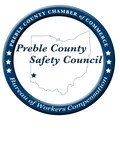 PREBLE COUNTY CHAMBER of COMMERCE
Preble County
Safety Council
Bureau of Workers Compensation